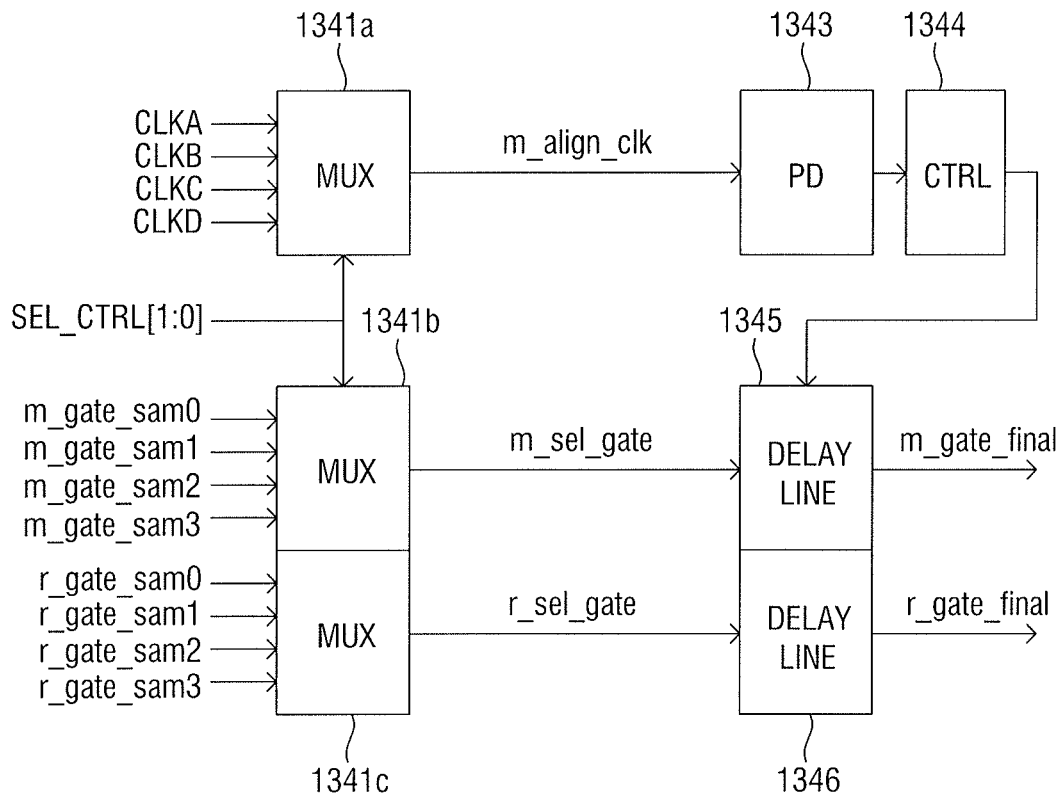 1341a
1343
1344
CLKA
CLKB
CLKC
CLKD
MUX
m_align_clk
PD
CTRL
SEL_CTRL[1:0]
1341b
1345
m_gate_sam0
m_gate_sam1
m_gate_sam2
m_gate_sam3
MUX
m_sel_gate
DELAY
LINE
m_gate_final
r_gate_sam0
r_gate_sam1
r_gate_sam2
r_gate_sam3
MUX
r_sel_gate
DELAY
LINE
r_gate_final
1341c
1346